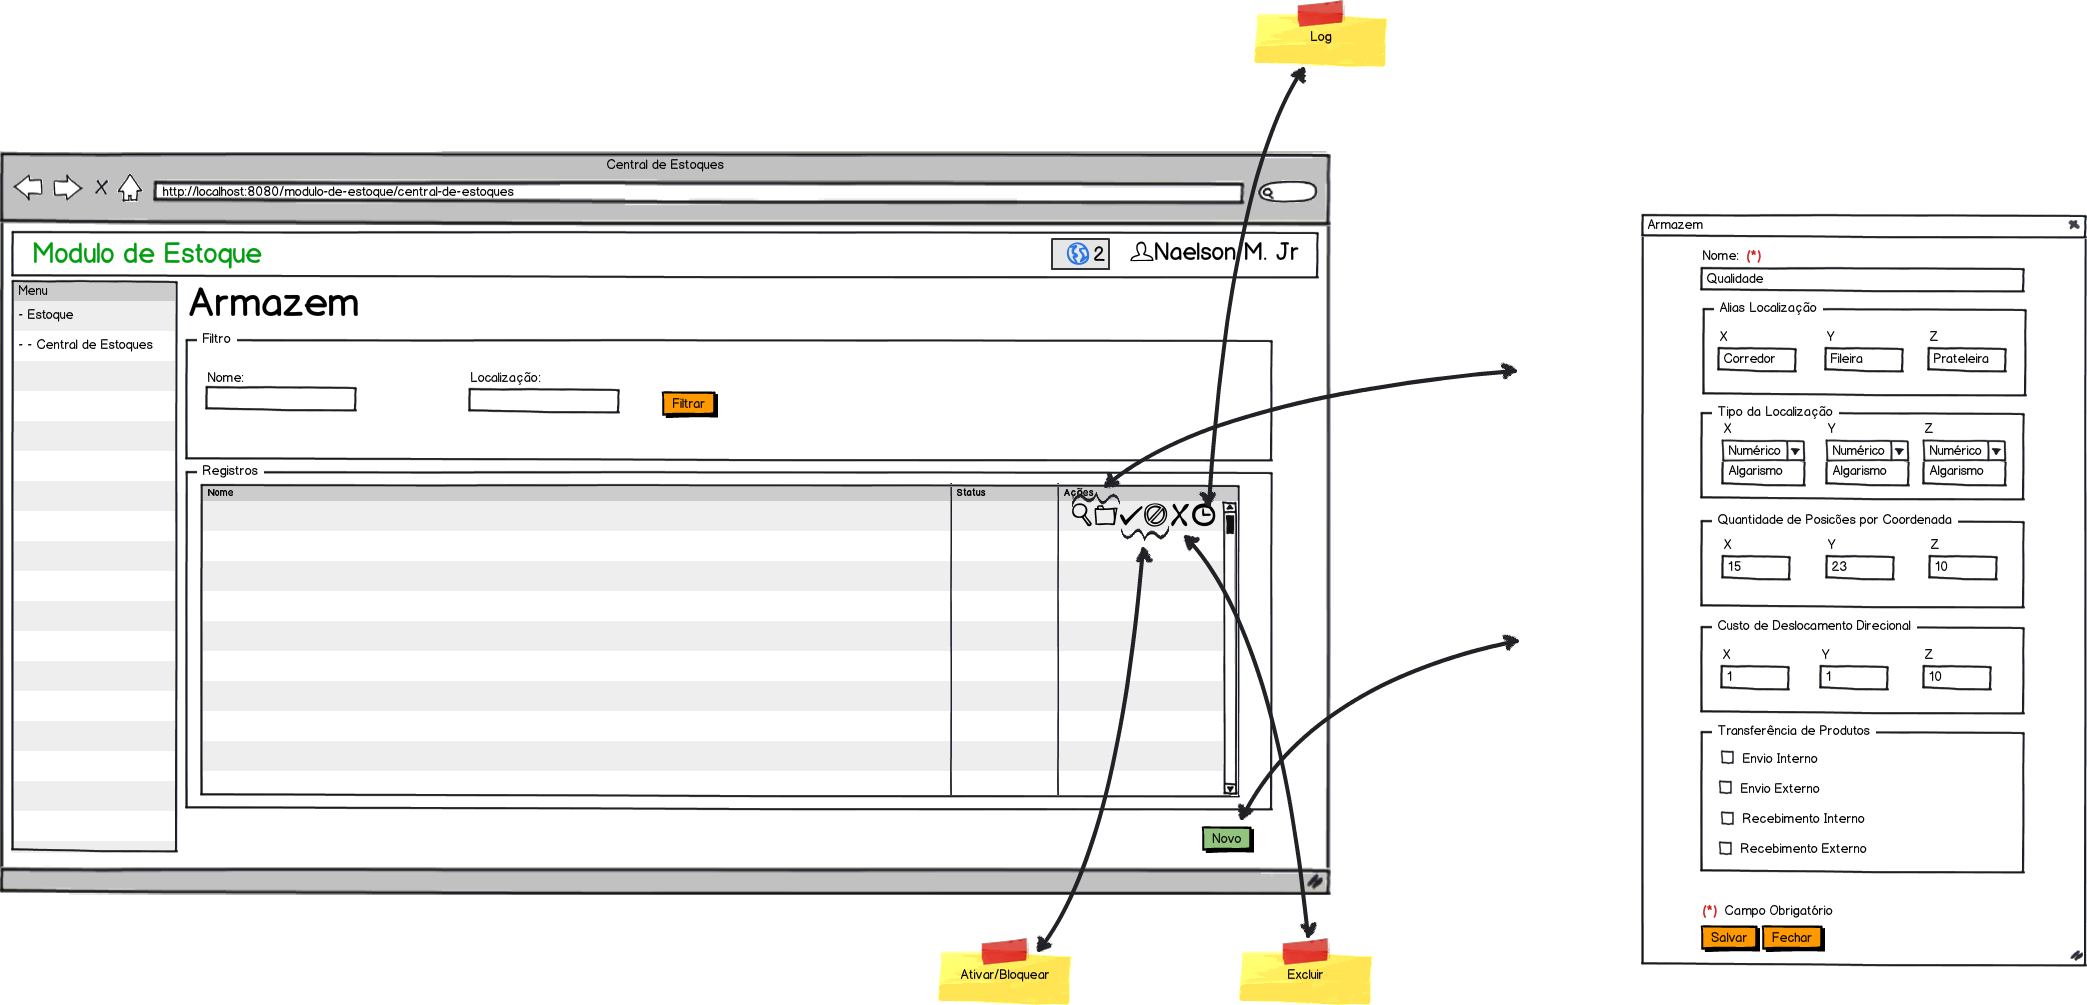 Log
Central de Estoques
http://localhost:8080/modulo-de-estoque/central-de-estoques
Modulo de Estoque
2
Naelson M. Jr
Menu
- Estoque
- - Central de Estoques
Armazem
Filtro
Nome:
Localização:
Filtrar
Registros
Nome Status Ações
Novo
Ativar/Bloquear
Excluir
Armazem
Nome: (*)
Qualidade
Alias Localização
X Y Z
Corredor Fileira Prateleira
Tipo da Localização
X Y Z
Numérico Numérico Numérico
Algarismo Algarismo Algarismo
Quantidade de Posicões por Coordenada
X Y Z
15 23 10
Custo de Deslocamento Direcional
X Y Z
1 1 10
Transferência de Produtos
Envio Interno
Envio Externo
Recebimento Interno
Recebimento Externo
(*) Campo Obrigatório
Salvar Fechar